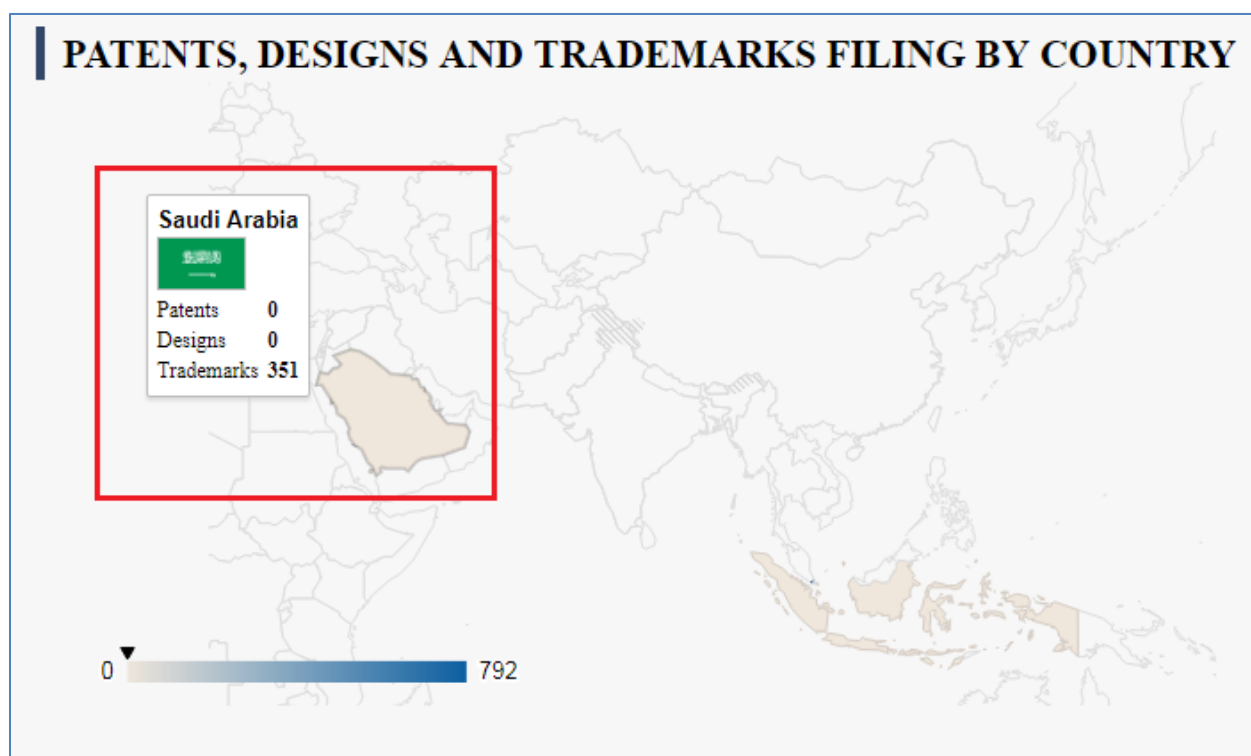 PATENTS, DESIGNS AND TRADEMARKS FILING BY COUNTRY
Saudi Arabia
Patents 0
Designs 0
Trademarks 351
0 792